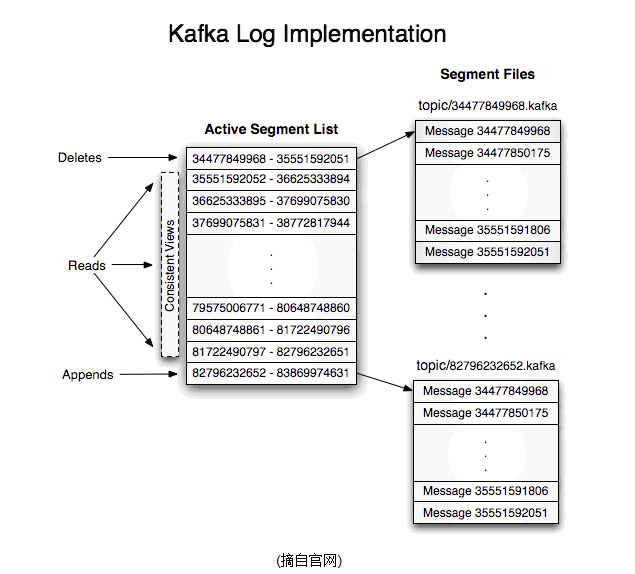 Kafka Log Implementation
Segment Files
topic/34477849968.kafka
Active Segment List
Message 34477849968
Deletes
34477849968 - 35551592051
Message 34477850175
35551592052 - 36625333894
.
.
.
36625333895 - 37699075830
37699075831 - 38772817944
Message 35551591806
Message 35551592051
Reads
Consistent Views
.
.
.
.
.
.
79575006771 - 80648748860
80648748861 - 81722490796
81722490797 - 82796232651
topic/82796232652.kafka
Appends
82796232652 - 83869974631
Message 34477849968
Message 34477850175
.
.
.
Message 35551591806
Message 35551592051
(摘自官网)